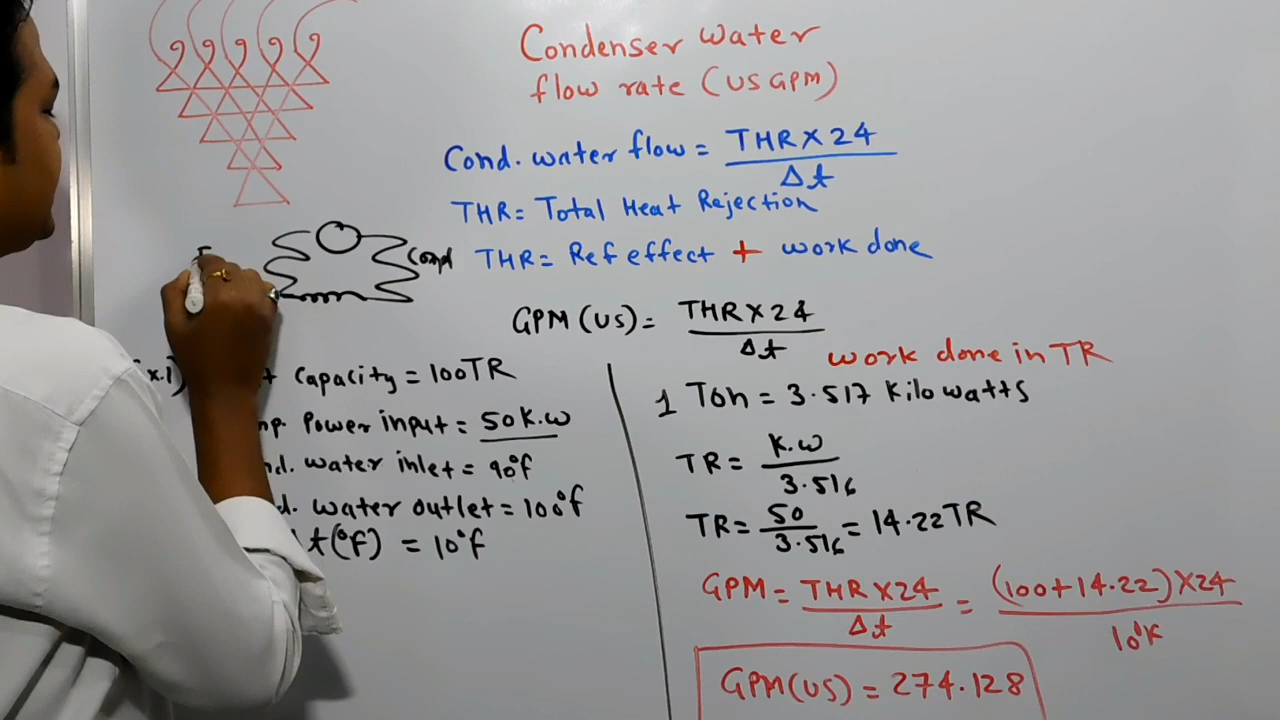 Condenser water
flow rate (US GPM)
Cond. water flow = THR X 24 / Δt
THR = Total Heat Rejection
THR = Ref effect + work done
Cond
GPM (US) = THR X 24 / Δt
x.1) Capacity = 100TR
Power input = 50 K.W
water inlet = 90°f
water outlet = 100°f
t(°F) = 10°F
work done in TR
1 Ton = 3.517 Kilowatts
TR = K.W / 3.516
TR = 50 / 3.516 = 14.22 TR
GPM = THR X 24 / Δt = (100+14.22) X 24 / 10°K
GPM (US) = 274.128